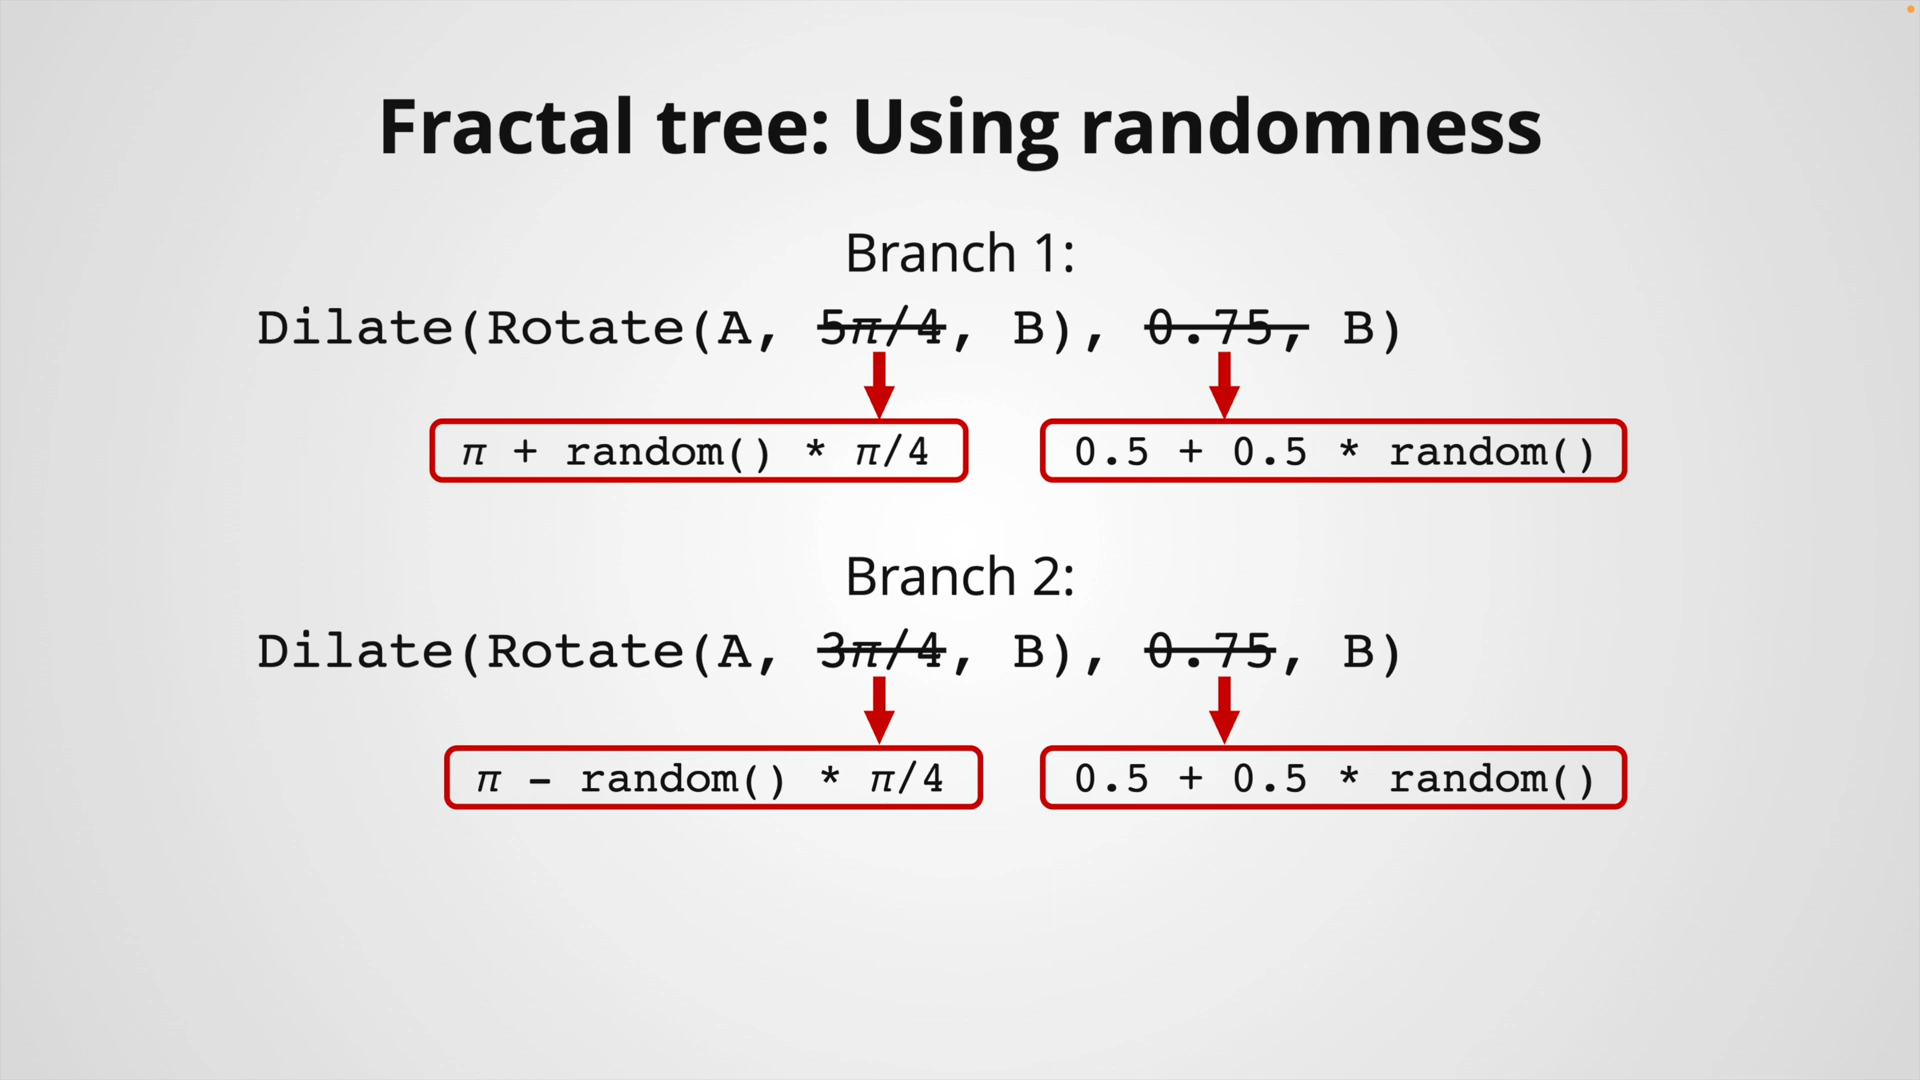 Fractal tree: Using randomness
Branch 1:
Dilate(Rotate(A, 5π/4, B), 0.75, B)
π + random() * π/4
0.5 + 0.5 * random()
Branch 2:
Dilate(Rotate(A, 3π/4, B), 0.75, B)
π - random() * π/4
0.5 + 0.5 * random()